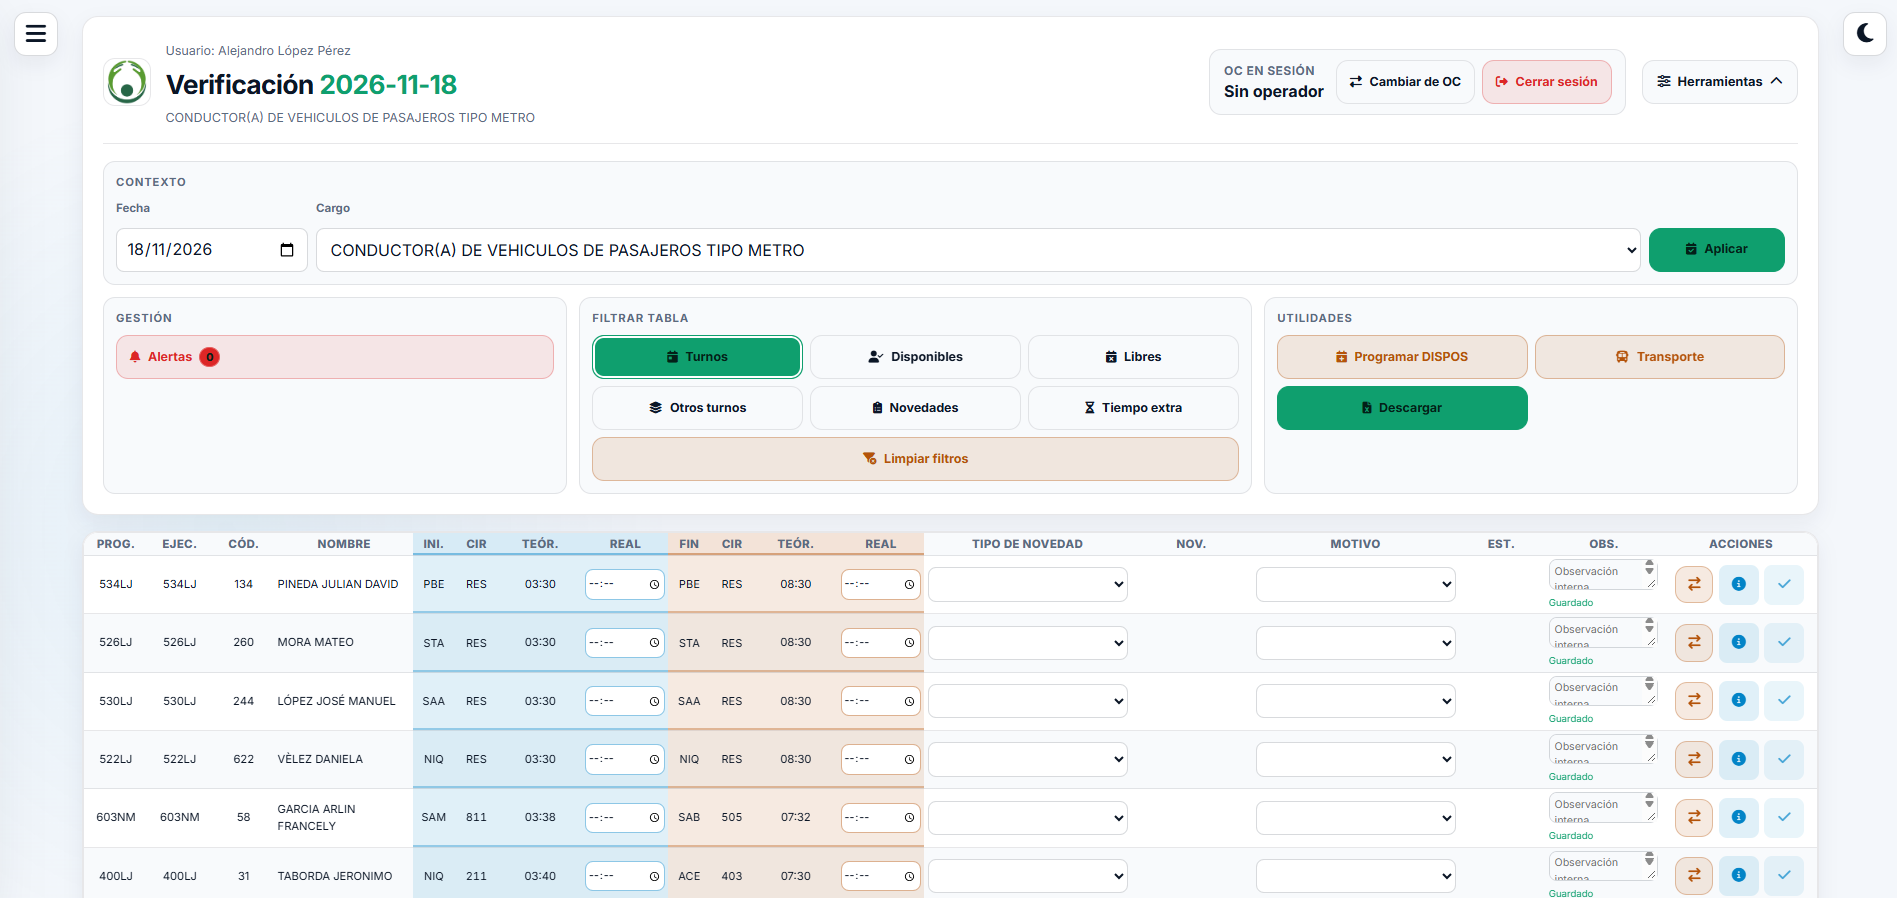 Usuario: Alejandro López Pérez
Verificación 2026-11-18
CONDUCTOR(A) DE VEHICULOS DE PASAJEROS TIPO METRO
OC EN SESIÓN
Sin operador
Cambiar de OC
Cerrar sesión
Herramientas
CONTEXTO
Fecha
Cargo
18/11/2026
CONDUCTOR(A) DE VEHICULOS DE PASAJEROS TIPO METRO
Aplicar
GESTIÓN
Alertas 0
FILTRAR TABLA
Turnos
Disponibles
Libres
Otros turnos
Novedades
Tiempo extra
Limpiar filtros
UTILIDADES
Programar DISPOS
Transporte
Descargar
PROG. EJEC. CÓD. NOMBRE INI. CIR TEÓR. REAL FIN CIR TEÓR. REAL TIPO DE NOVEDAD NOV. MOTIVO EST. OBS. ACCIONES
534LJ 534LJ 134 PINEDA JULIAN DAVID PBE RES 03:30 --:-- PBE RES 08:30 --:-- Observación interna
Guardado
526LJ 526LJ 260 MORA MATEO STA RES 03:30 --:-- STA RES 08:30 --:-- Observación interna
Guardado
530LJ 530LJ 244 LÓPEZ JOSÉ MANUEL SAA RES 03:30 --:-- SAA RES 08:30 --:-- Observación interna
Guardado
522LJ 522LJ 622 VÈLEZ DANIELA NIQ RES 03:30 --:-- NIQ RES 08:30 --:-- Observación interna
Guardado
603NM 603NM 58 GARCIA ARLIN FRANCELY SAM 811 03:38 --:-- SAB 505 07:32 --:-- Observación interna
Guardado
400LJ 400LJ 31 TABORDA JERONIMO NIQ 211 03:40 --:-- ACE 403 07:30 --:-- Observación interna
Guardado